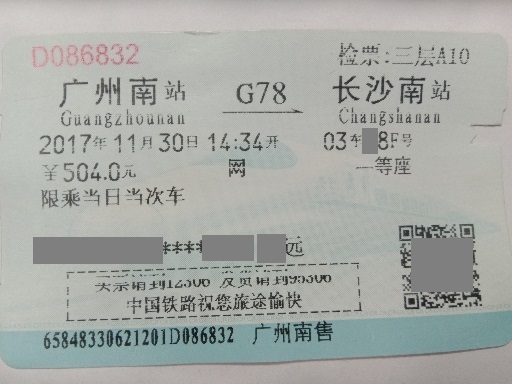 D086832 检票:三层A10
广州南站 G78 长沙南站
Guangzhounan Changshanan
2017年11月30日14:34开 03车 8F号
￥504.0元 网 一等座
限乘当日当次车
**** 远
买票请到12306 发货请到95306
中国铁路祝您旅途愉快
65848330621201D086832 广州南售